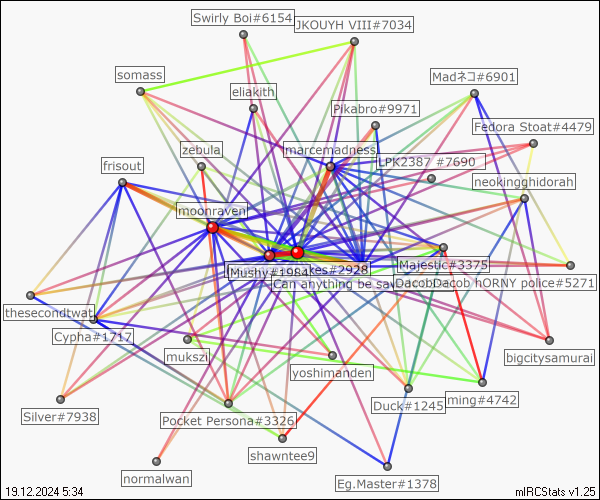 Swirly Boi#6154
JKOUYH VIII#7034
somass
Madネコ#6901
eliakith
Pikabro#9971
Fedora Stoat#4479
zebula
marcemadness
LPK2387 #7690
frisout
neokingghidorah
moonraven
Majestic#3375
Mushy#1984
kes#2928
Can anything be sav
Dacob hORNY police#5271
thesecondtwat
Cypha#1717
mukszi
bigcitysamurai
yoshimanden
Silver#7938
Pocket Persona#3326
Duck#1245
ming#4742
shawntee9
normalwan
Eg.Master#1378
19.12.2024 5:34
mIRCStats v1.25